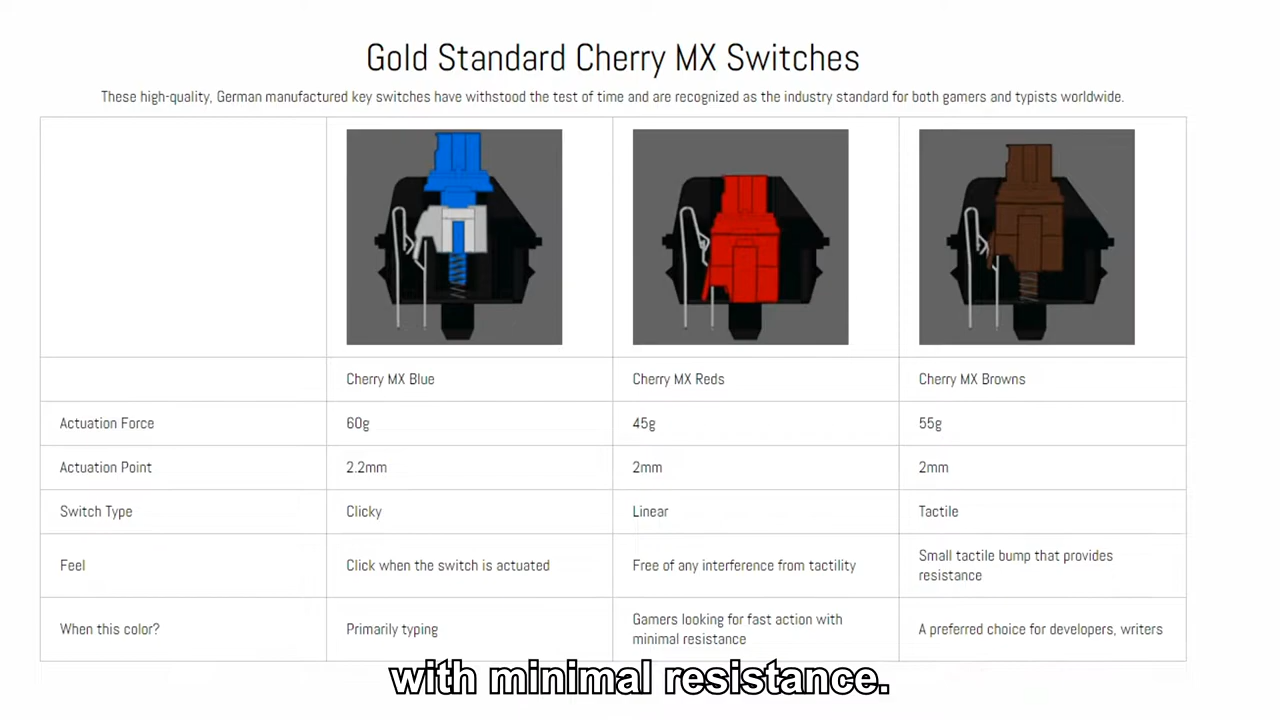 Gold Standard Cherry MX Switches
These high-quality, German manufactured key switches have withstood the test of time and are recognized as the industry standard for both gamers and typists worldwide.
Cherry MX Blue Cherry MX Reds Cherry MX Browns
Actuation Force 60g 45g 55g
Actuation Point 2.2mm 2mm 2mm
Switch Type Clicky Linear Tactile
Feel Click when the switch is actuated Free of any interference from tactility Small tactile bump that provides
resistance
When this color? Primarily typing Gamers looking for fast action with
minimal resistance A preferred choice for developers, writers
with minimal resistance.